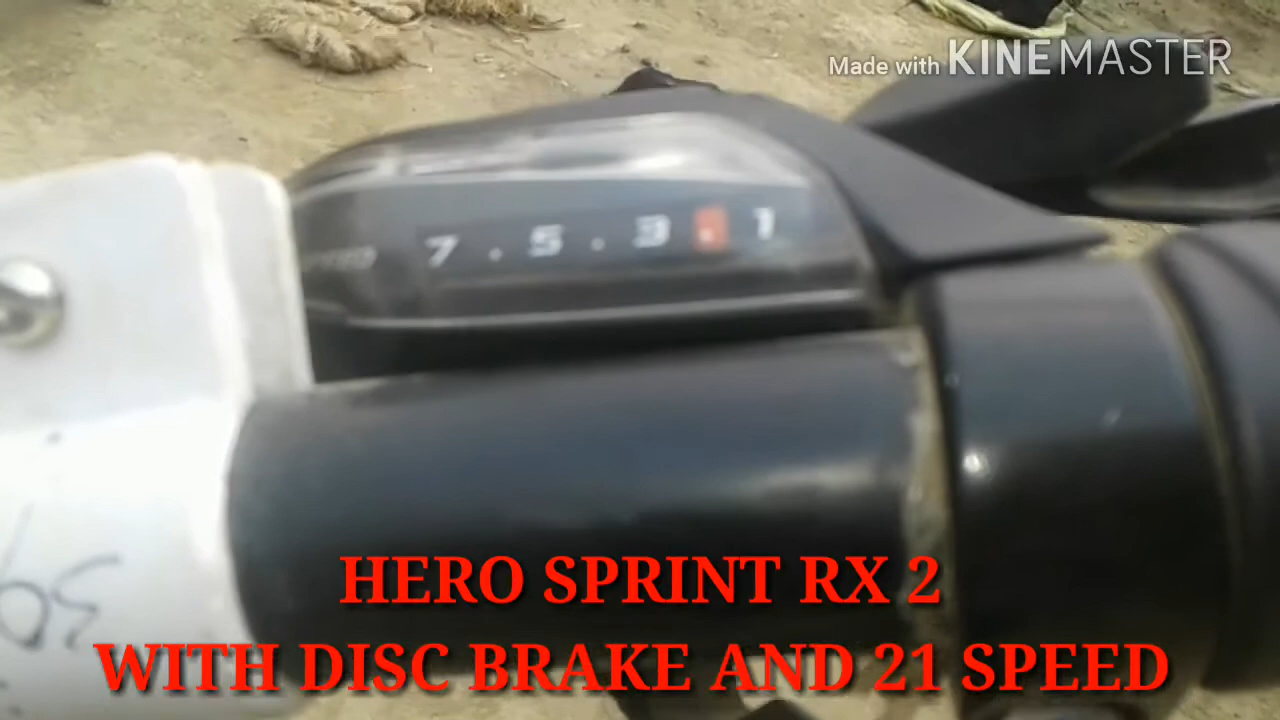 Made with KINEMASTER
7 . 5 . 3 . 1
HERO SPRINT RX 2
WITH DISC BRAKE AND 21 SPEED